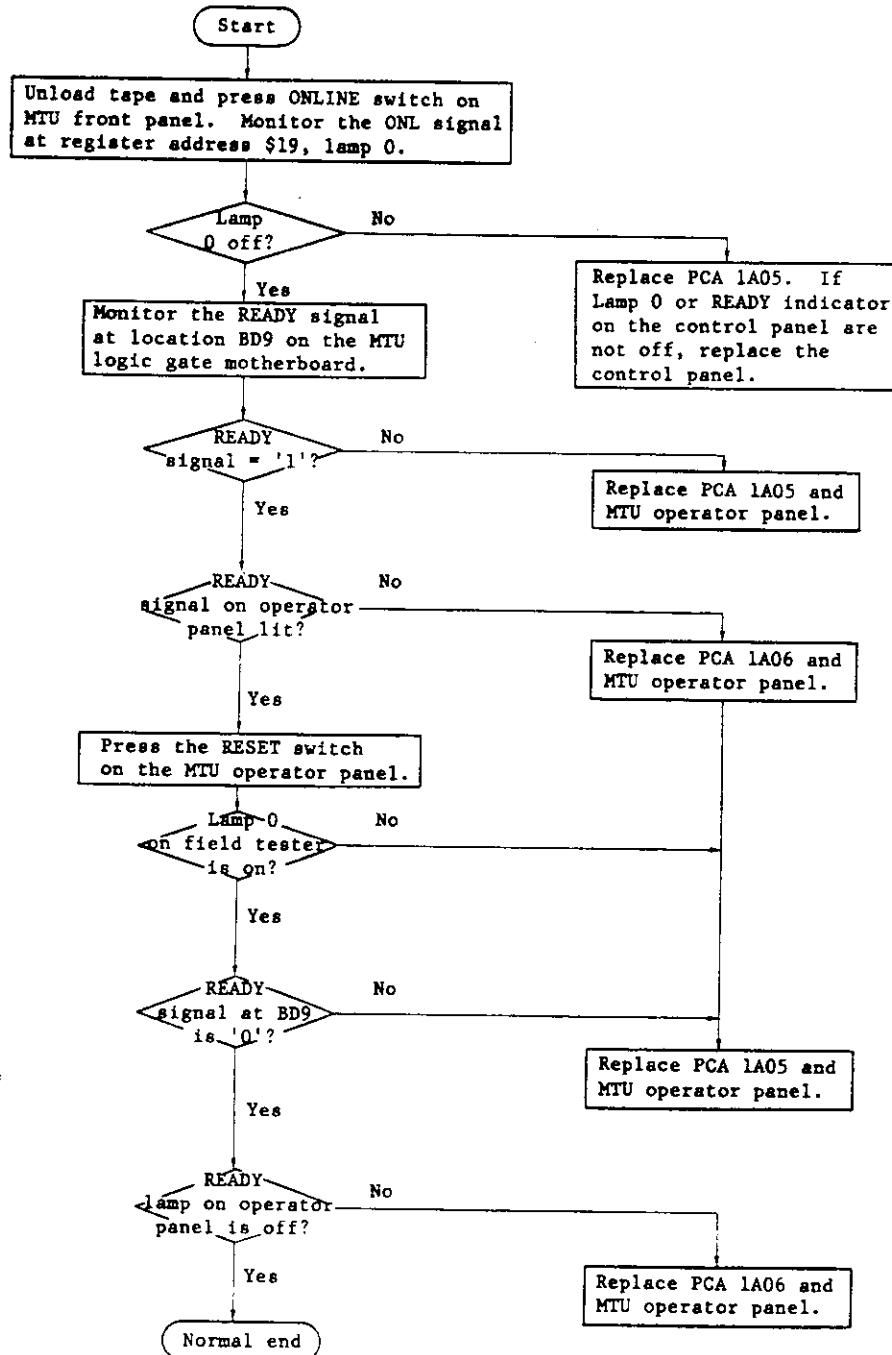 Start
Unload tape and press ONLINE switch on
MTU front panel. Monitor the ONL signal
at register address $19, lamp 0.
Lamp
0 off?
No
Yes
Replace PCA 1A05. If
Lamp 0 or READY indicator
on the control panel are
not off, replace the
control panel.
Monitor the READY signal
at location BD9 on the MTU
logic gate motherboard.
READY
signal = '1'?
No
Yes
Replace PCA 1A05 and
MTU operator panel.
READY
signal on operator
panel lit?
No
Yes
Replace PCA 1A06 and
MTU operator panel.
Press the RESET switch
on the MTU operator panel.
Lamp 0
on field tester
is on?
No
Yes
READY
signal at BD9
is '0'?
No
Yes
Replace PCA 1A05 and
MTU operator panel.
READY
lamp on operator
panel is off?
No
Yes
Replace PCA 1A06 and
MTU operator panel.
Normal end